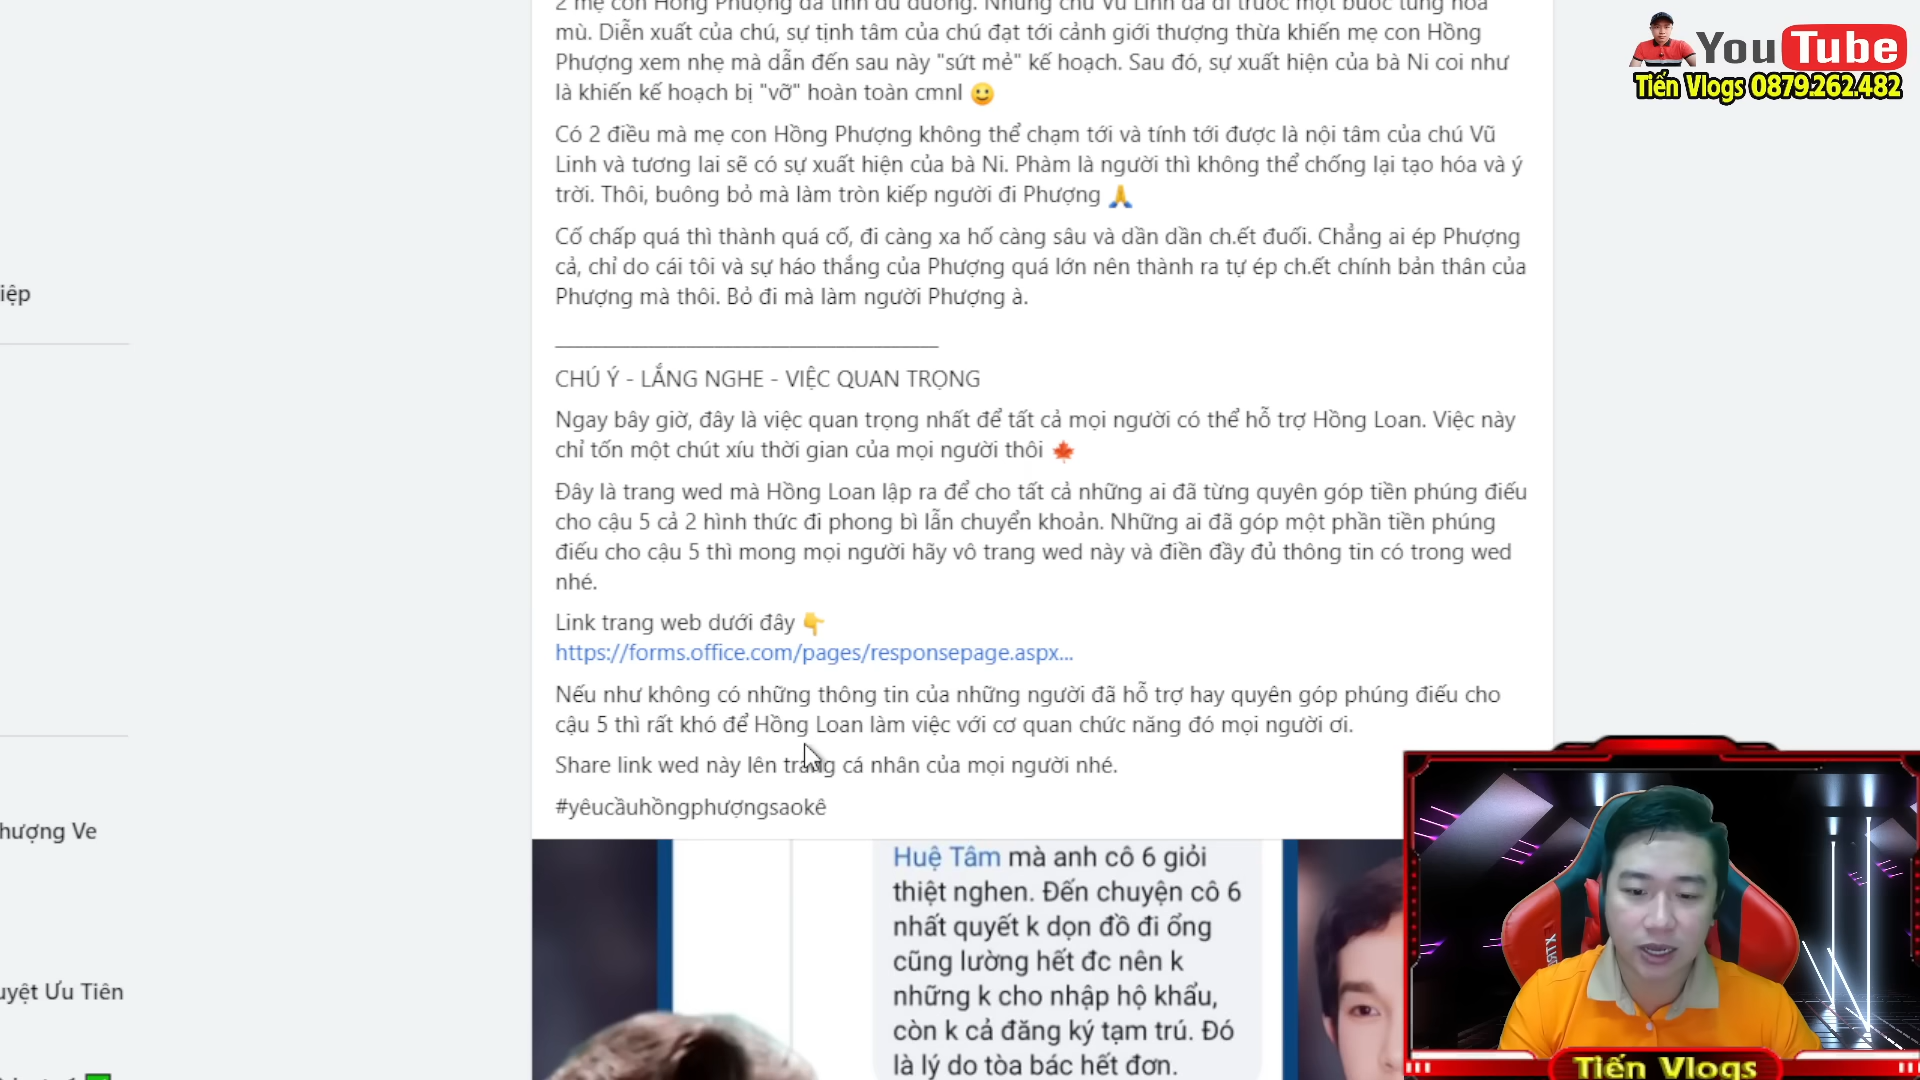 2 mẹ con Hồng Phượng đã tính đủ đường. Nhưng chú Vũ Linh đã đi trước một bước tung hỏa
mù. Diễn xuất của chú, sự tịnh tâm của chú đạt tới cảnh giới thượng thừa khiến mẹ con Hồng
Phượng xem nhẹ mà dẫn đến sau này "sứt mẻ" kế hoạch. Sau đó, sự xuất hiện của bà Ni coi như
là khiến kế hoạch bị "vỡ" hoàn toàn cmnl 🙂
Có 2 điều mà mẹ con Hồng Phượng không thể chạm tới và tính tới được là nội tâm của chú Vũ
Linh và tương lai sẽ có sự xuất hiện của bà Ni. Phàm là người thì không thể chống lại tạo hóa và ý
trời. Thôi, buông bỏ mà làm tròn kiếp người đi Phượng 🙏
Cố chấp quá thì thành quá cố, đi càng xa hố càng sâu và dần dần ch.ết đuối. Chẳng ai ép Phượng
cả, chỉ do cái tôi và sự háo thắng của Phượng quá lớn nên thành ra tự ép ch.ết chính bản thân của
Phượng mà thôi. Bỏ đi mà làm người Phượng à.
CHÚ Ý - LẮNG NGHE - VIỆC QUAN TRỌNG
Ngay bây giờ, đây là việc quan trọng nhất để tất cả mọi người có thể hỗ trợ Hồng Loan. Việc này
chỉ tốn một chút xíu thời gian của mọi người thôi 🍁
Đây là trang wed mà Hồng Loan lập ra để cho tất cả những ai đã từng quyên góp tiền phúng điếu
cho cậu 5 cả 2 hình thức đi phong bì lẫn chuyển khoản. Những ai đã góp một phần tiền phúng
điếu cho cậu 5 thì mong mọi người hãy vô trang wed này và điền đầy đủ thông tin có trong wed
nhé.
Link trang web dưới đây 👇
https://forms.office.com/pages/responsepage.aspx...
Nếu như không có những thông tin của những người đã hỗ trợ hay quyên góp phúng điếu cho
cậu 5 thì rất khó để Hồng Loan làm việc với cơ quan chức năng đó mọi người ơi.
Share link wed này lên trang cá nhân của mọi người nhé.
#yêucầuhồngphượngsaokê
Huệ Tâm mà anh cô 6 giỏi
thiệt nghen. Đến chuyện cô 6
nhất quyết k dọn đồ đi ổng
cũng lường hết đc nên k
những k cho nhập hộ khẩu,
còn k cả đăng ký tạm trú. Đó
là lý do tòa bác hết đơn.
iệp
hượng Ve
uyệt Ưu Tiên
YouTube
Tiến Vlogs 0879.262.482
Tiến Vlogs